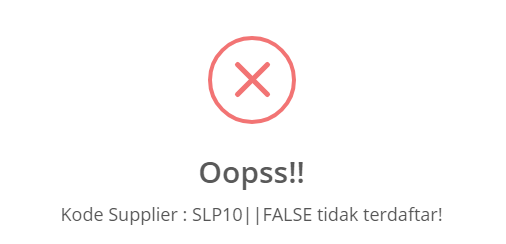 Oopss!!
Kode Supplier : SLP10||FALSE tidak terdaftar!